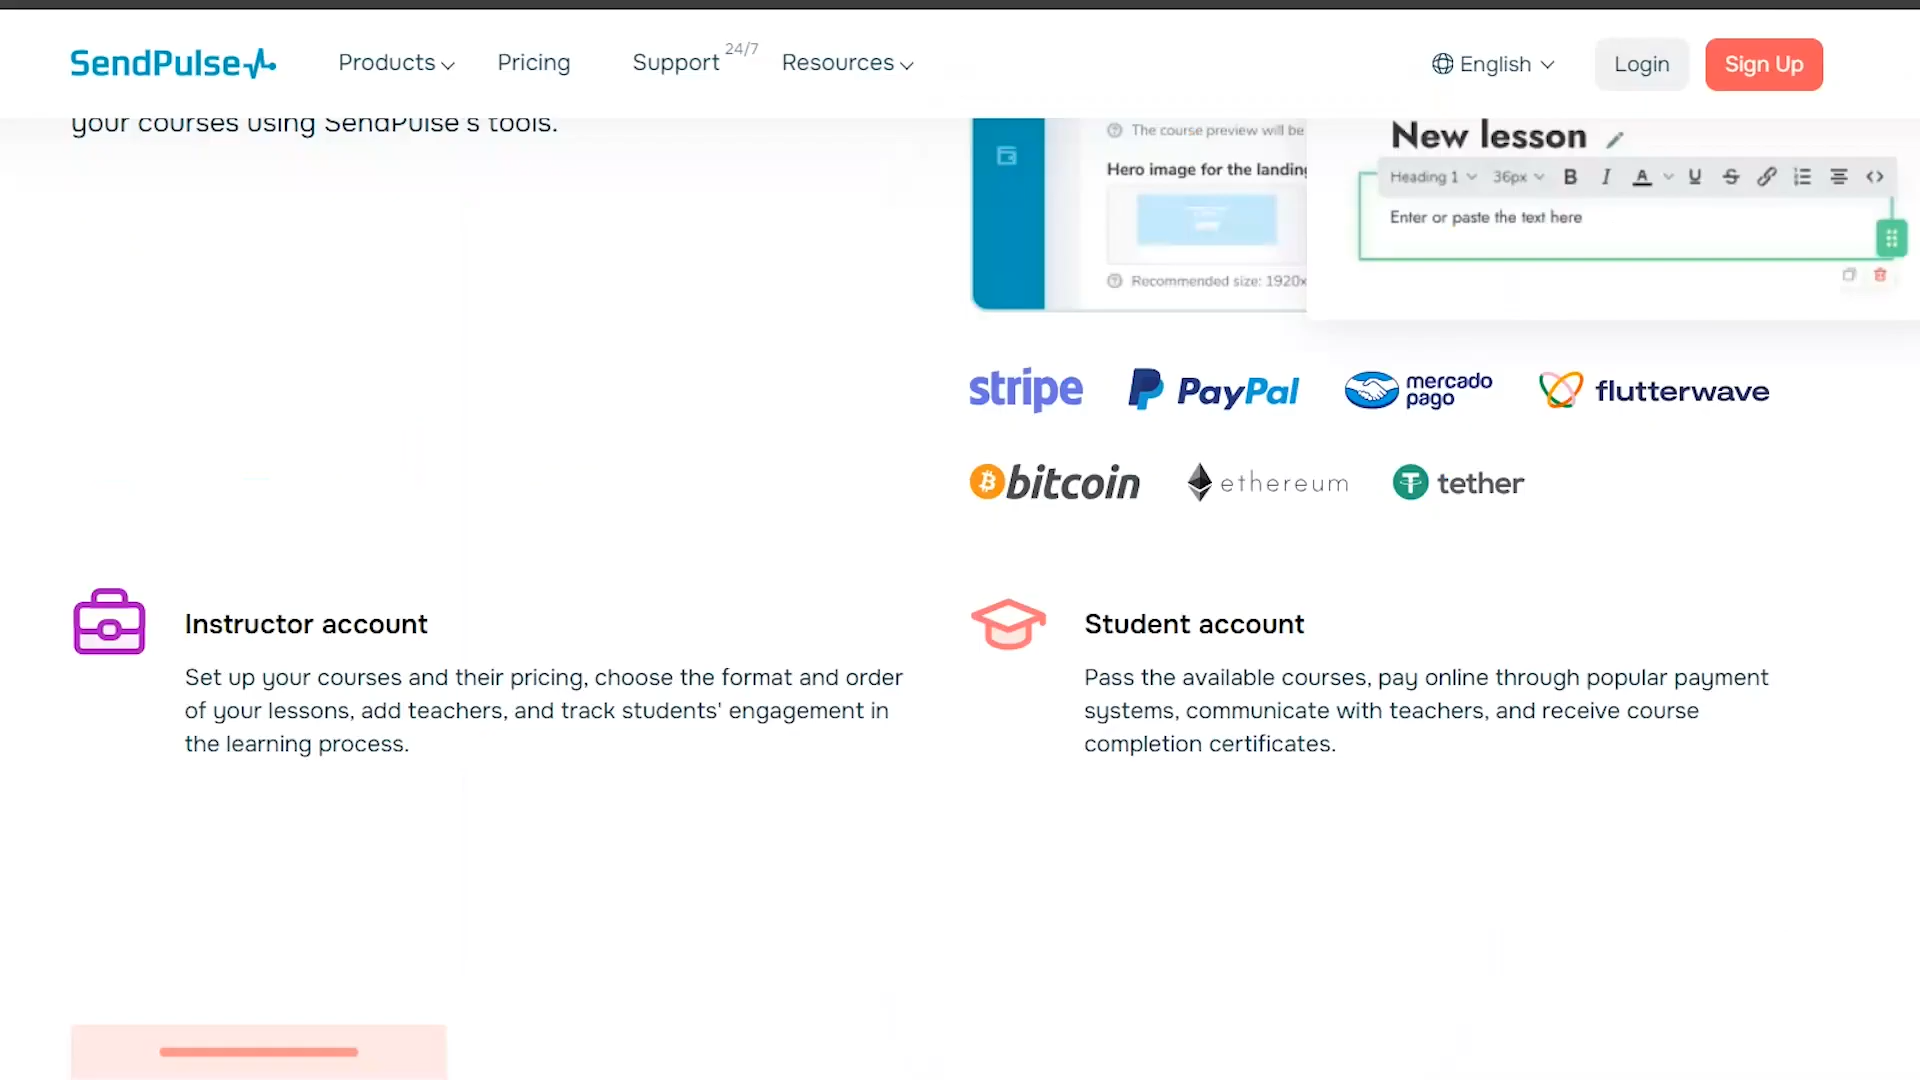 SendPulse
Products
Pricing
Support 24/7
Resources
English
Login
Sign Up
your courses using SendPulse's tools.
The course preview will be
Hero image for the landing
Recommended size: 1920x
New lesson
Heading 1 36px B I A U S
Enter or paste the text here
stripe
PayPal
mercado
pago
flutterwave
bitcoin
ethereum
tether
Instructor account
Set up your courses and their pricing, choose the format and order
of your lessons, add teachers, and track students' engagement in
the learning process.
Student account
Pass the available courses, pay online through popular payment
systems, communicate with teachers, and receive course
completion certificates.